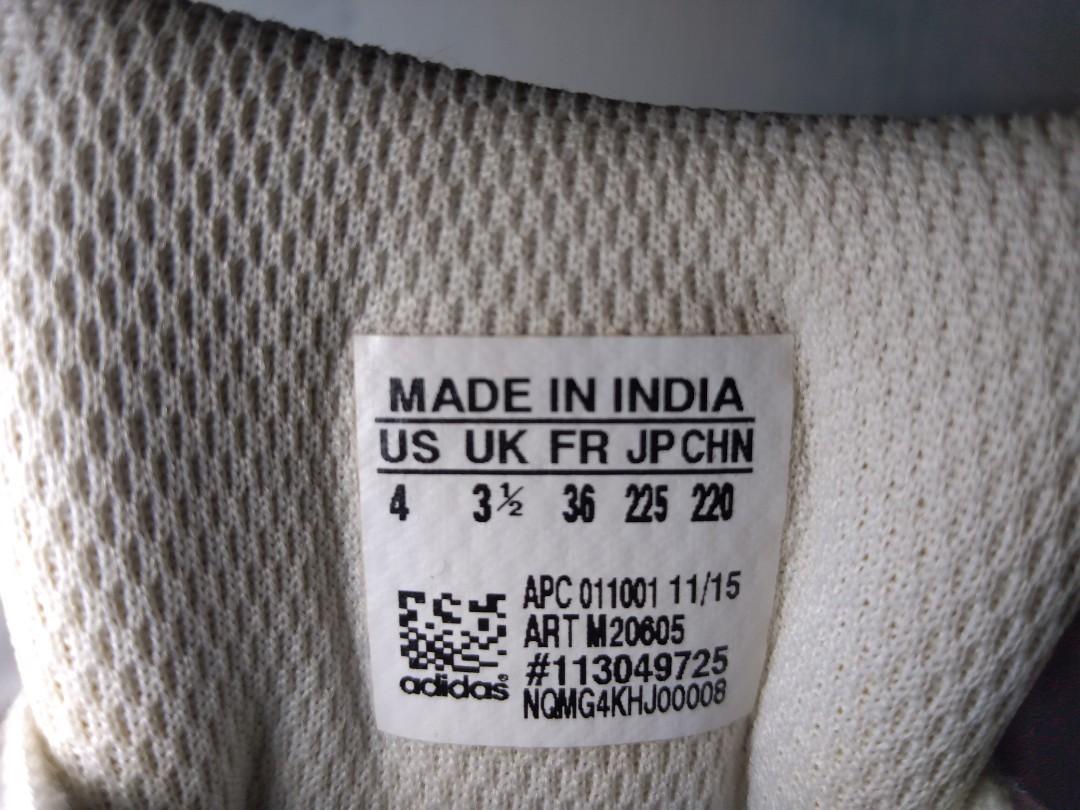 MADE IN INDIA
US UK FR JP CHN
4 3½ 36 225 220
APC 011001 11/15
ART M20605
#113049725
NQMG4KHJ00008
adidas®